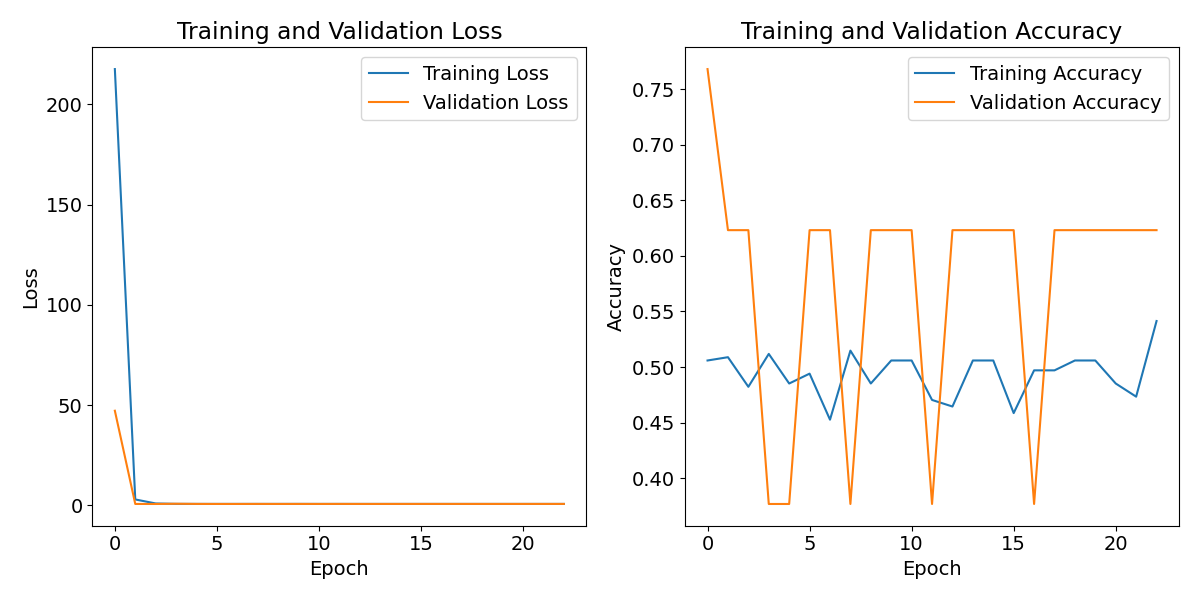 Training and Validation Loss
Training Loss
Validation Loss
200
150
100
50
0
Loss
0 5 10 15 20
Epoch
Training and Validation Accuracy
Training Accuracy
Validation Accuracy
0.75
0.70
0.65
0.60
0.55
0.50
0.45
0.40
Accuracy
0 5 10 15 20
Epoch